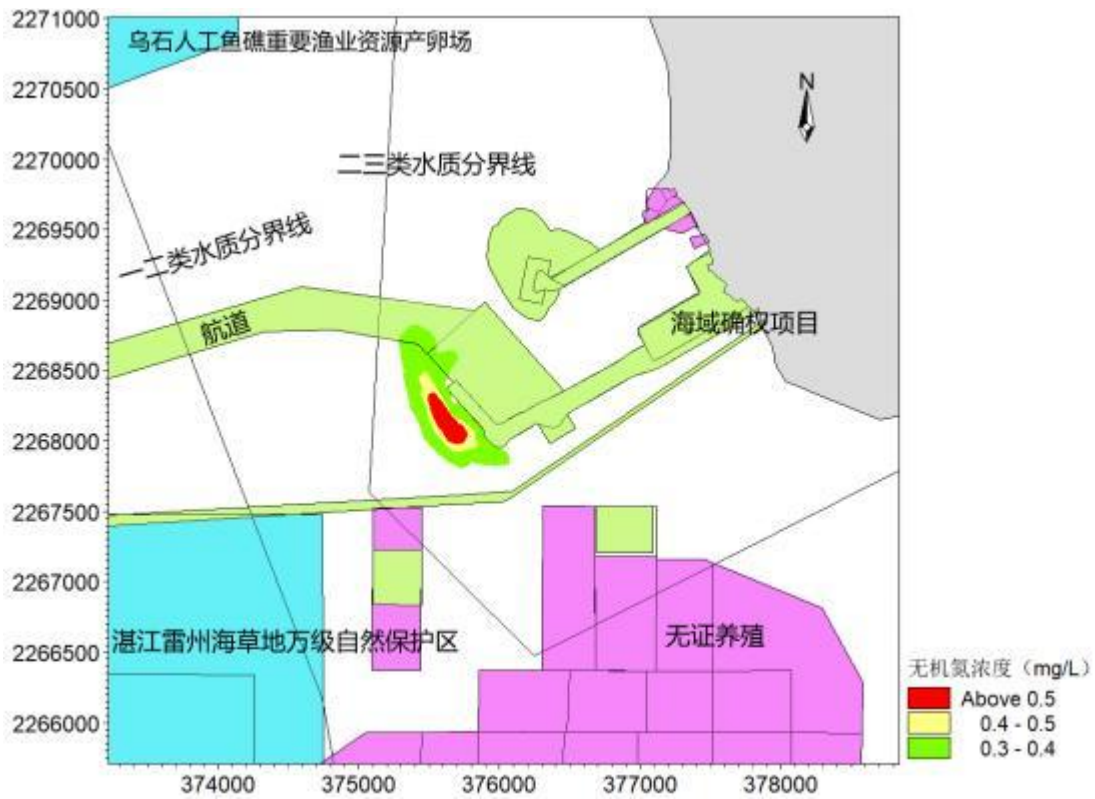 2271000
乌石人工鱼礁重要渔业资源产卵场
2270500
N
2270000
二三类水质分界线
2269500
一二类水质分界线
2269000
航道
海域确权项目
2268500
2268000
2267500
2267000
湛江雷州海草地万级自然保护区
无证养殖
2266500
无机氮浓度（mg/L）
Above 0.5
2266000
0.4 - 0.5
0.3 - 0.4
374000 375000 376000 377000 378000